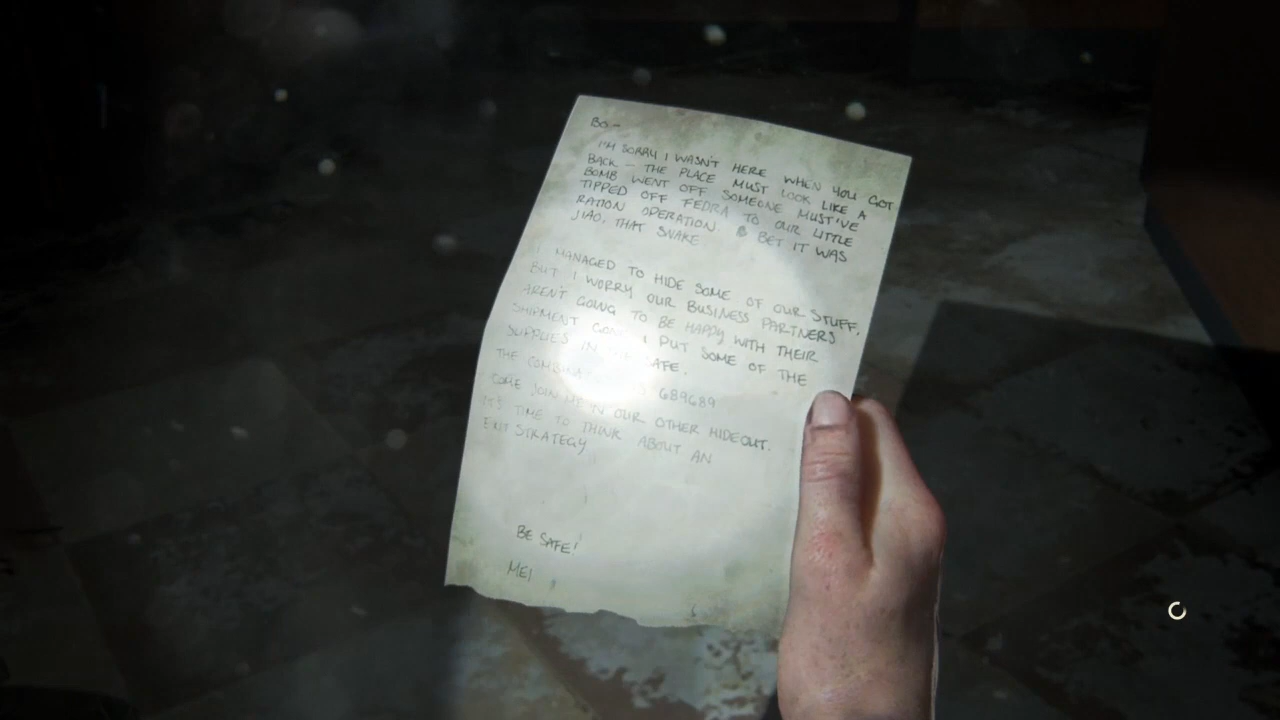 BO -
I'M SORRY I WASN'T HERE WHEN YOU GOT
BACK - THE PLACE MUST LOOK LIKE A
BOMB WENT OFF SOMEONE MUST'VE
TIPPED OFF FEDRA TO OUR LITTLE
RATION OPERATION. BET IT WAS
JIAO, THAT SNAKE
I MANAGED TO HIDE SOME OF OUR STUFF,
BUT I WORRY OUR BUSINESS PARTNERS
AREN'T GOING TO BE HAPPY WITH THEIR
SHIPMENT I PUT SOME OF THE
SUPPLIES IN SAFE.
THE 689689
COME JOIN ME IN OUR OTHER HIDEOUT.
IT'S TIME TO THINK ABOUT AN
EXIT STRATEGY
BE SAFE!
MEI